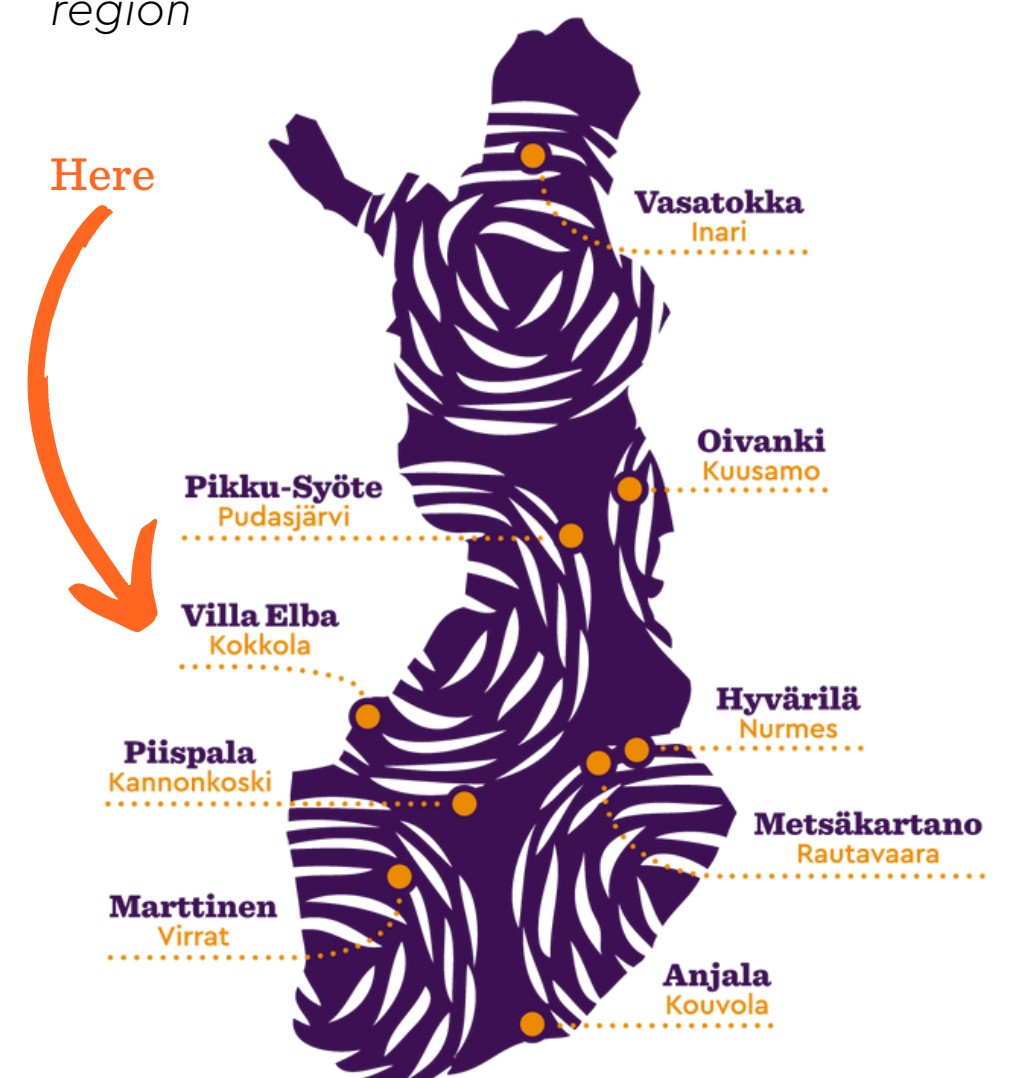 region
Here
Vasatokka
Inari
Oivanki
Kuusamo
Pikku-Syöte
Pudasjärvi
Villa Elba
Kokkola
Hyvärilä
Nurmes
Piispala
Kannonkoski
Metsäkartano
Rautavaara
Marttinen
Virrat
Anjala
Kouvola